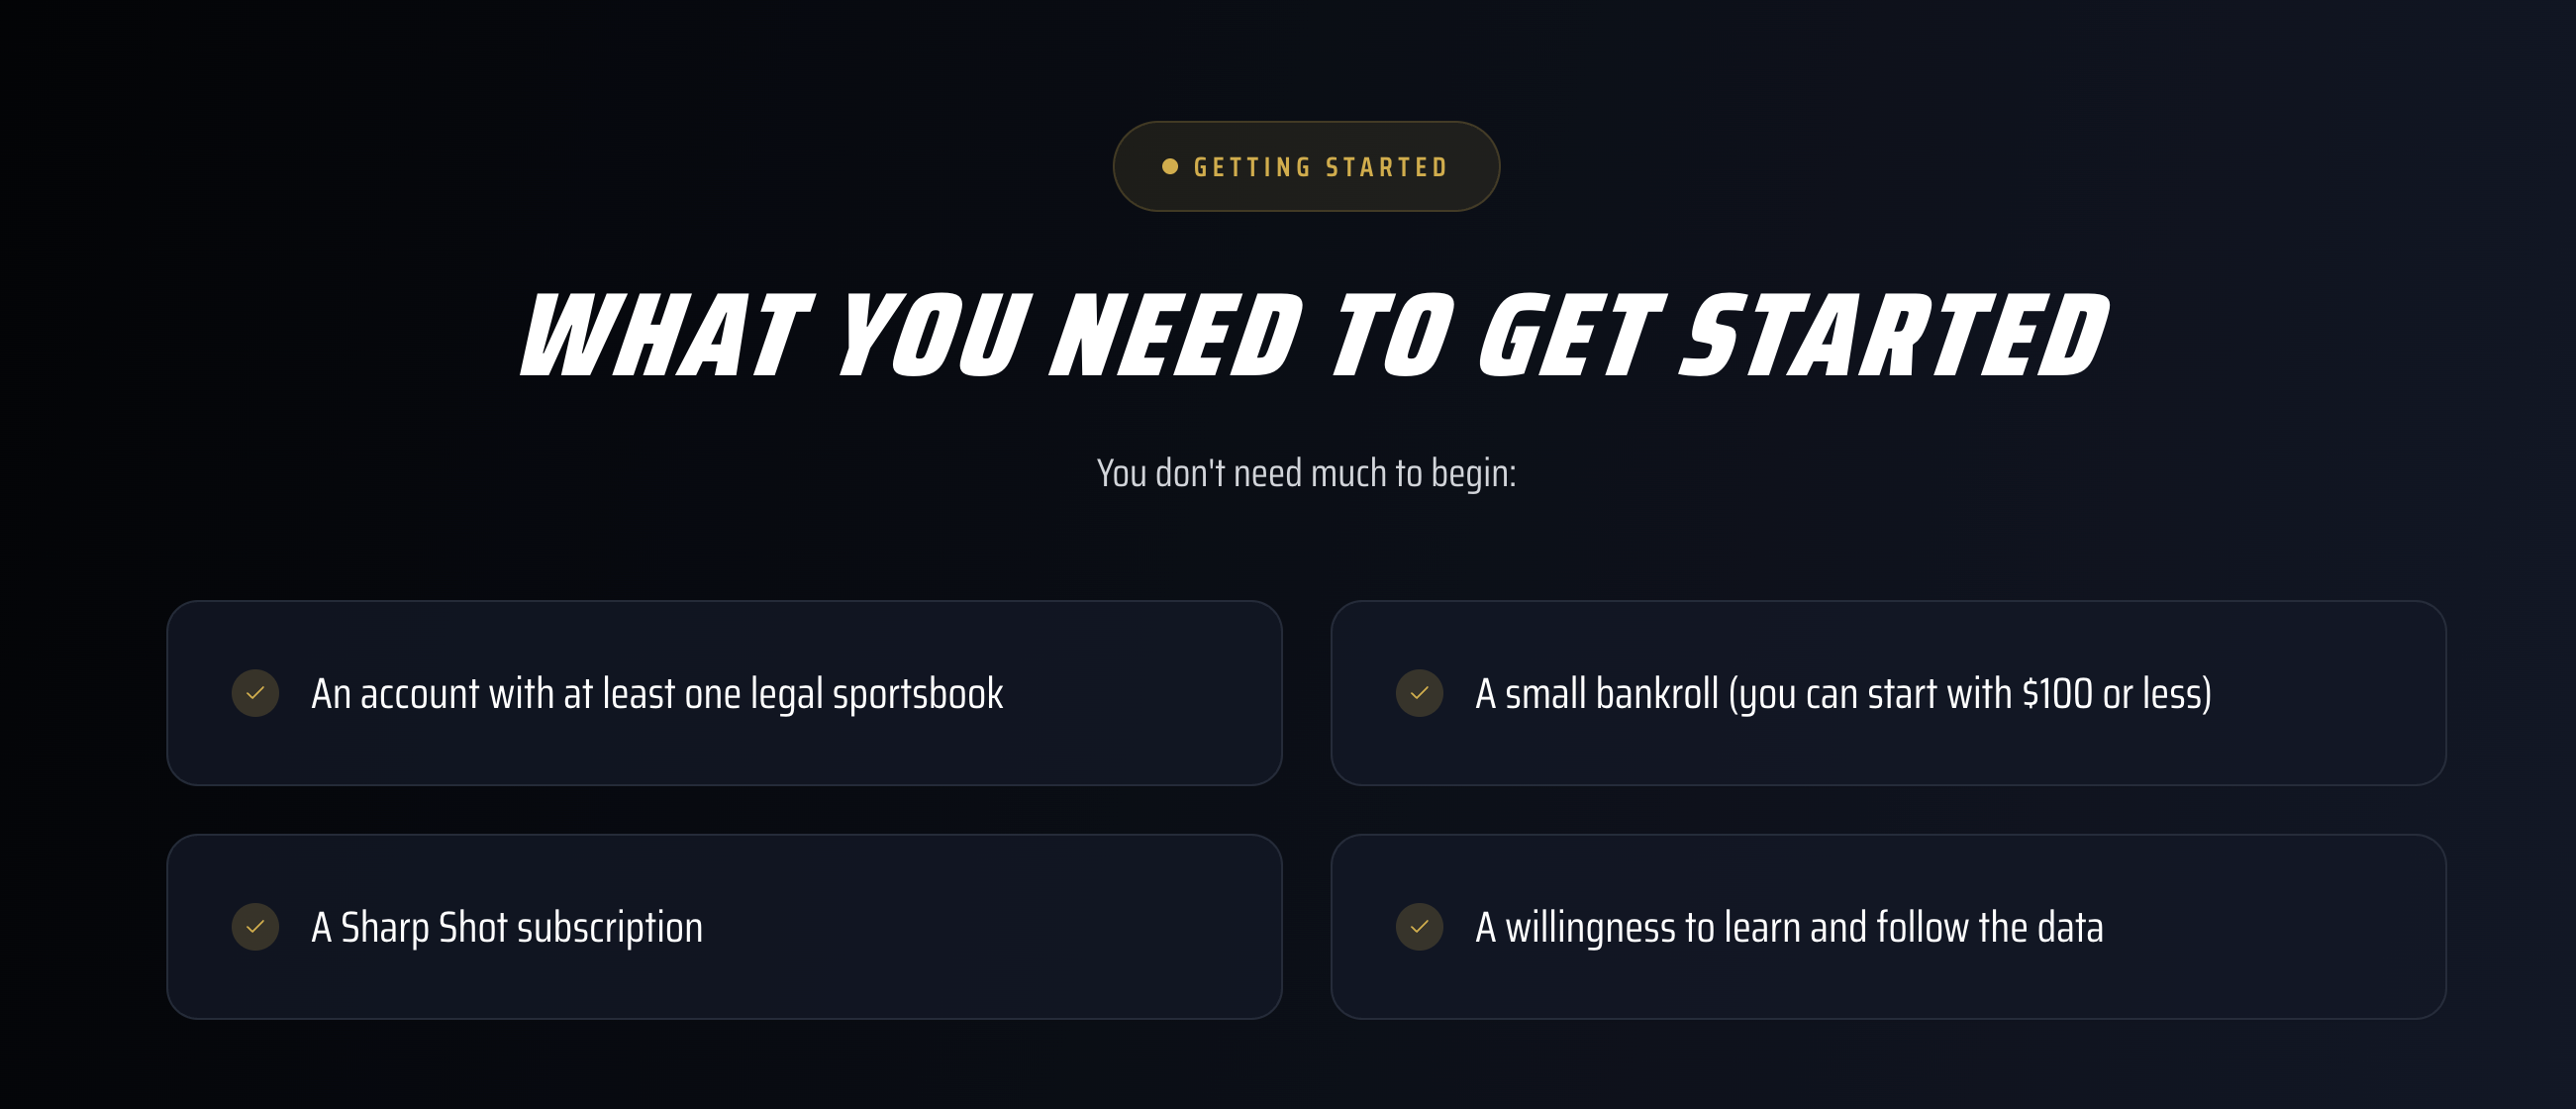 GETTING STARTED
WHAT YOU NEED TO GET STARTED
You don't need much to begin:
An account with at least one legal sportsbook
A small bankroll (you can start with $100 or less)
A Sharp Shot subscription
A willingness to learn and follow the data